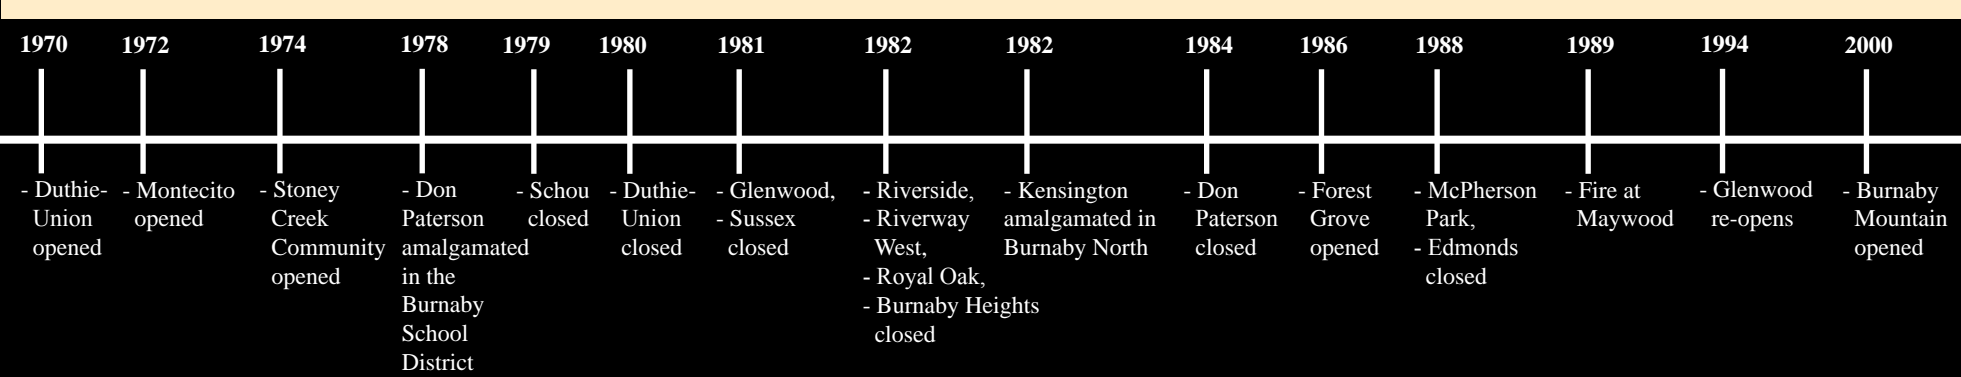 1970
1972
1974
1978
1979
1980
1981
1982
1982
1984
1986
1988
1989
1994
2000
- Duthie-
Union
opened
- Montecito
opened
- Stoney
Creek
Community
opened
- Don
Paterson
amalgamated
in the
Burnaby
School
District
- Schou
closed
- Duthie-
Union
closed
- Glenwood,
- Sussex
closed
- Riverside,
- Riverway
West,
- Royal Oak,
- Burnaby Heights
closed
- Kensington
amalgamated in
Burnaby North
- Don
Paterson
closed
- Forest
Grove
opened
- McPherson
Park,
- Edmonds
closed
- Fire at
Maywood
- Glenwood
re-opens
- Burnaby
Mountain
opened